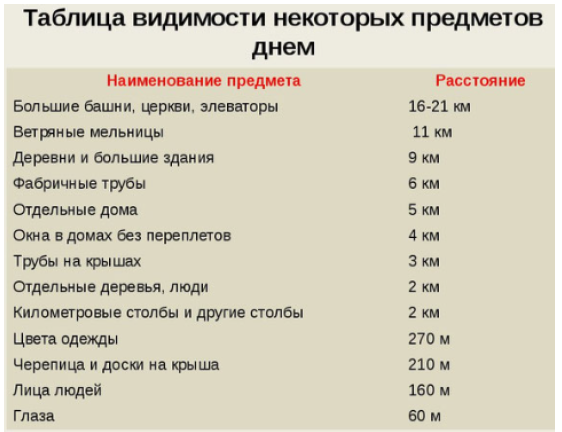 Таблица видимости некоторых предметов
днем
Наименование предмета Расстояние
Большие башни, церкви, элеваторы 16-21 км
Ветряные мельницы 11 км
Деревни и большие здания 9 км
Фабричные трубы 6 км
Отдельные дома 5 км
Окна в домах без переплетов 4 км
Трубы на крышах 3 км
Отдельные деревья, люди 2 км
Километровые столбы и другие столбы 2 км
Цвета одежды 270 м
Черепица и доски на крыша 210 м
Лица людей 160 м
Глаза 60 м